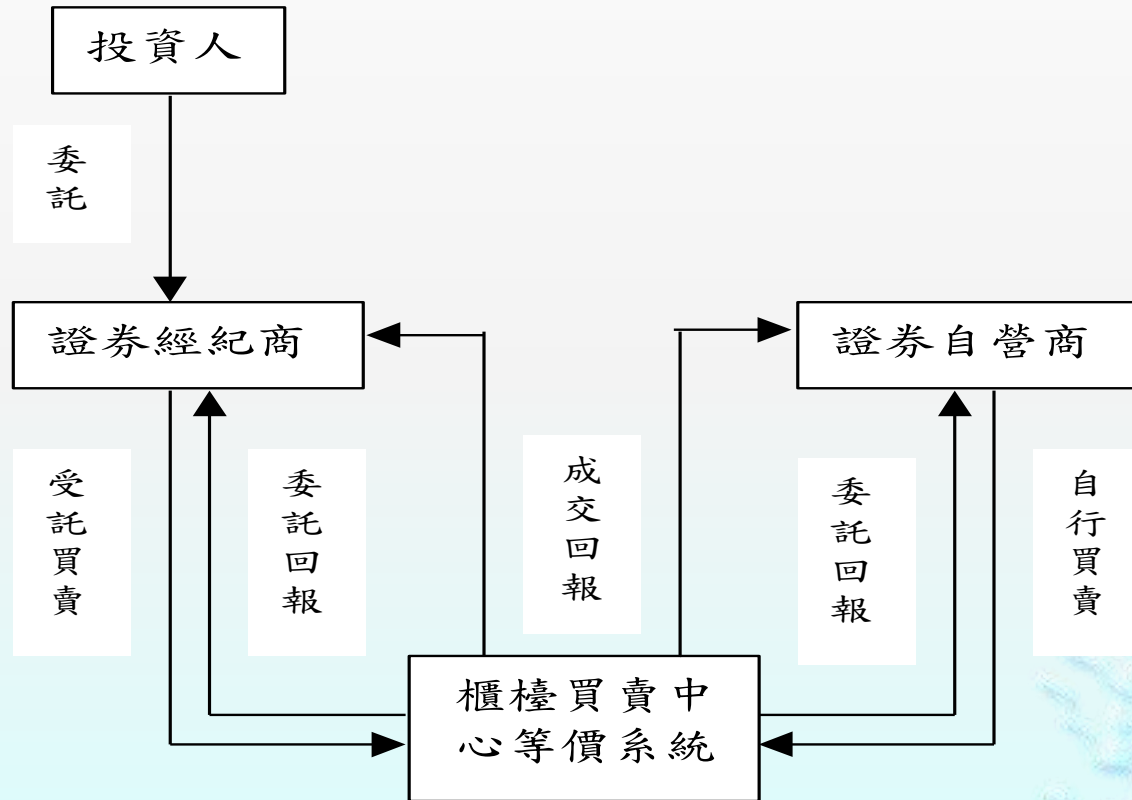 投資人
委託
證券經紀商
證券自營商
受託買賣
委託回報
成交回報
委託回報
自行買賣
櫃檯買賣中
心等價系統